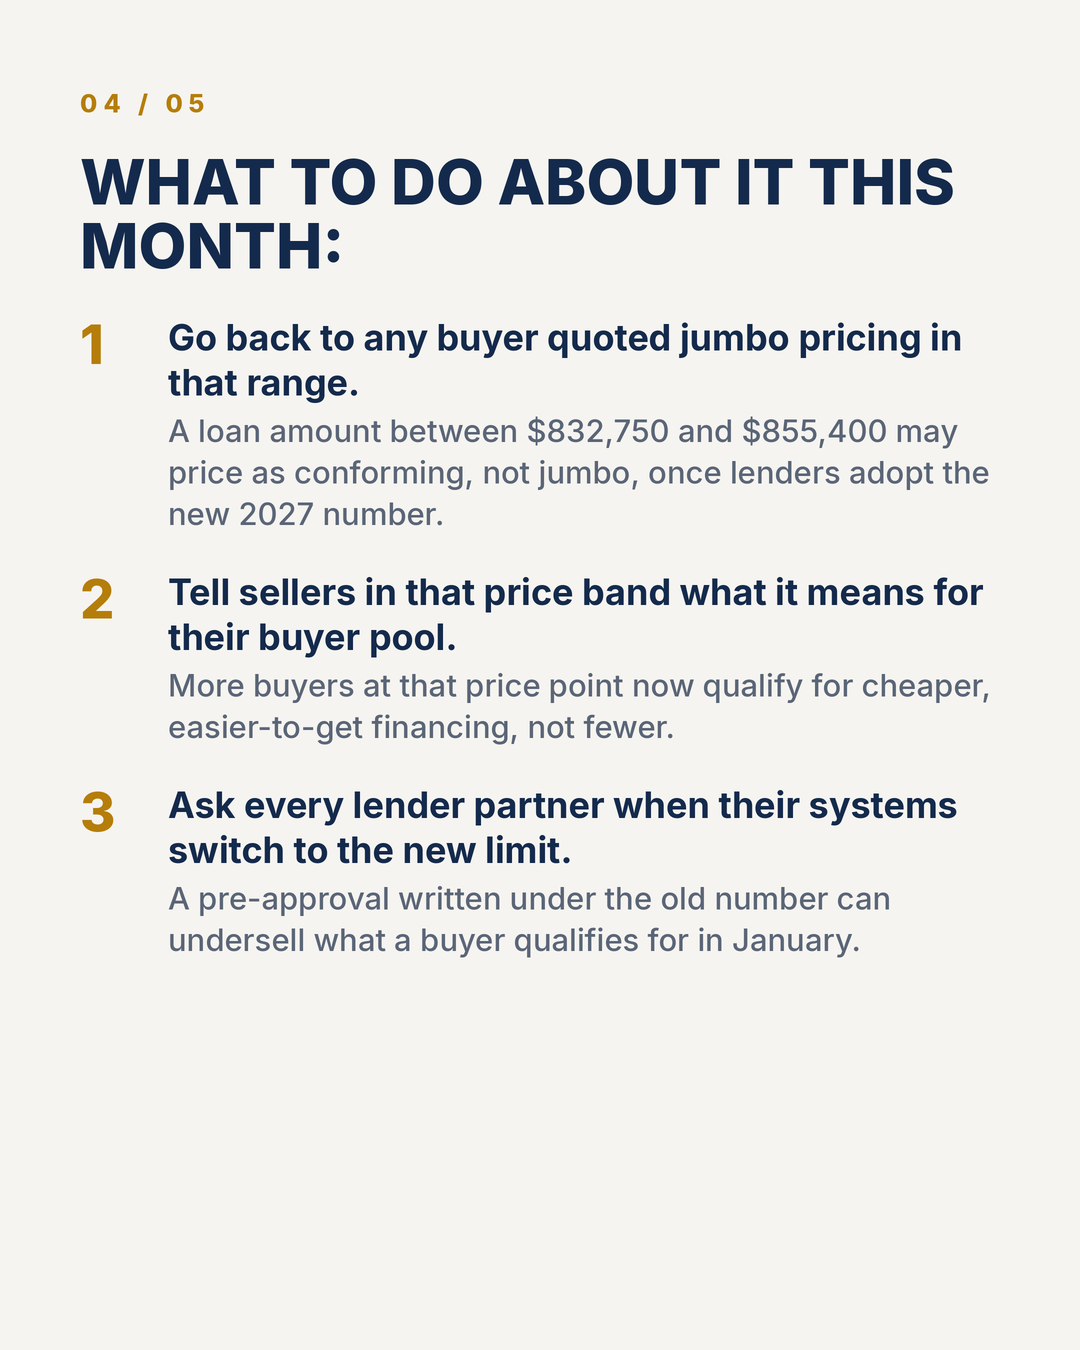 04 / 05
WHAT TO DO ABOUT IT THIS
MONTH:
1
Go back to any buyer quoted jumbo pricing in
that range.
A loan amount between $832,750 and $855,400 may
price as conforming, not jumbo, once lenders adopt the
new 2027 number.
2
Tell sellers in that price band what it means for
their buyer pool.
More buyers at that price point now qualify for cheaper,
easier-to-get financing, not fewer.
3
Ask every lender partner when their systems
switch to the new limit.
A pre-approval written under the old number can
undersell what a buyer qualifies for in January.